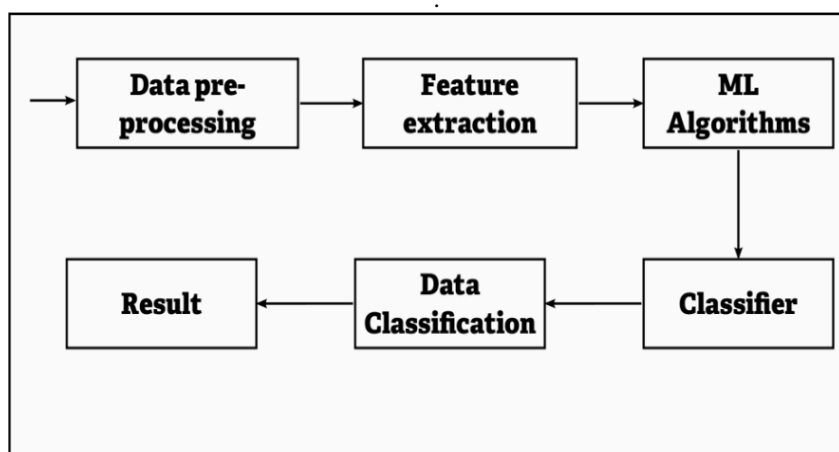 Data pre-
processing
Feature
extraction
ML
Algorithms
Result
Data
Classification
Classifier